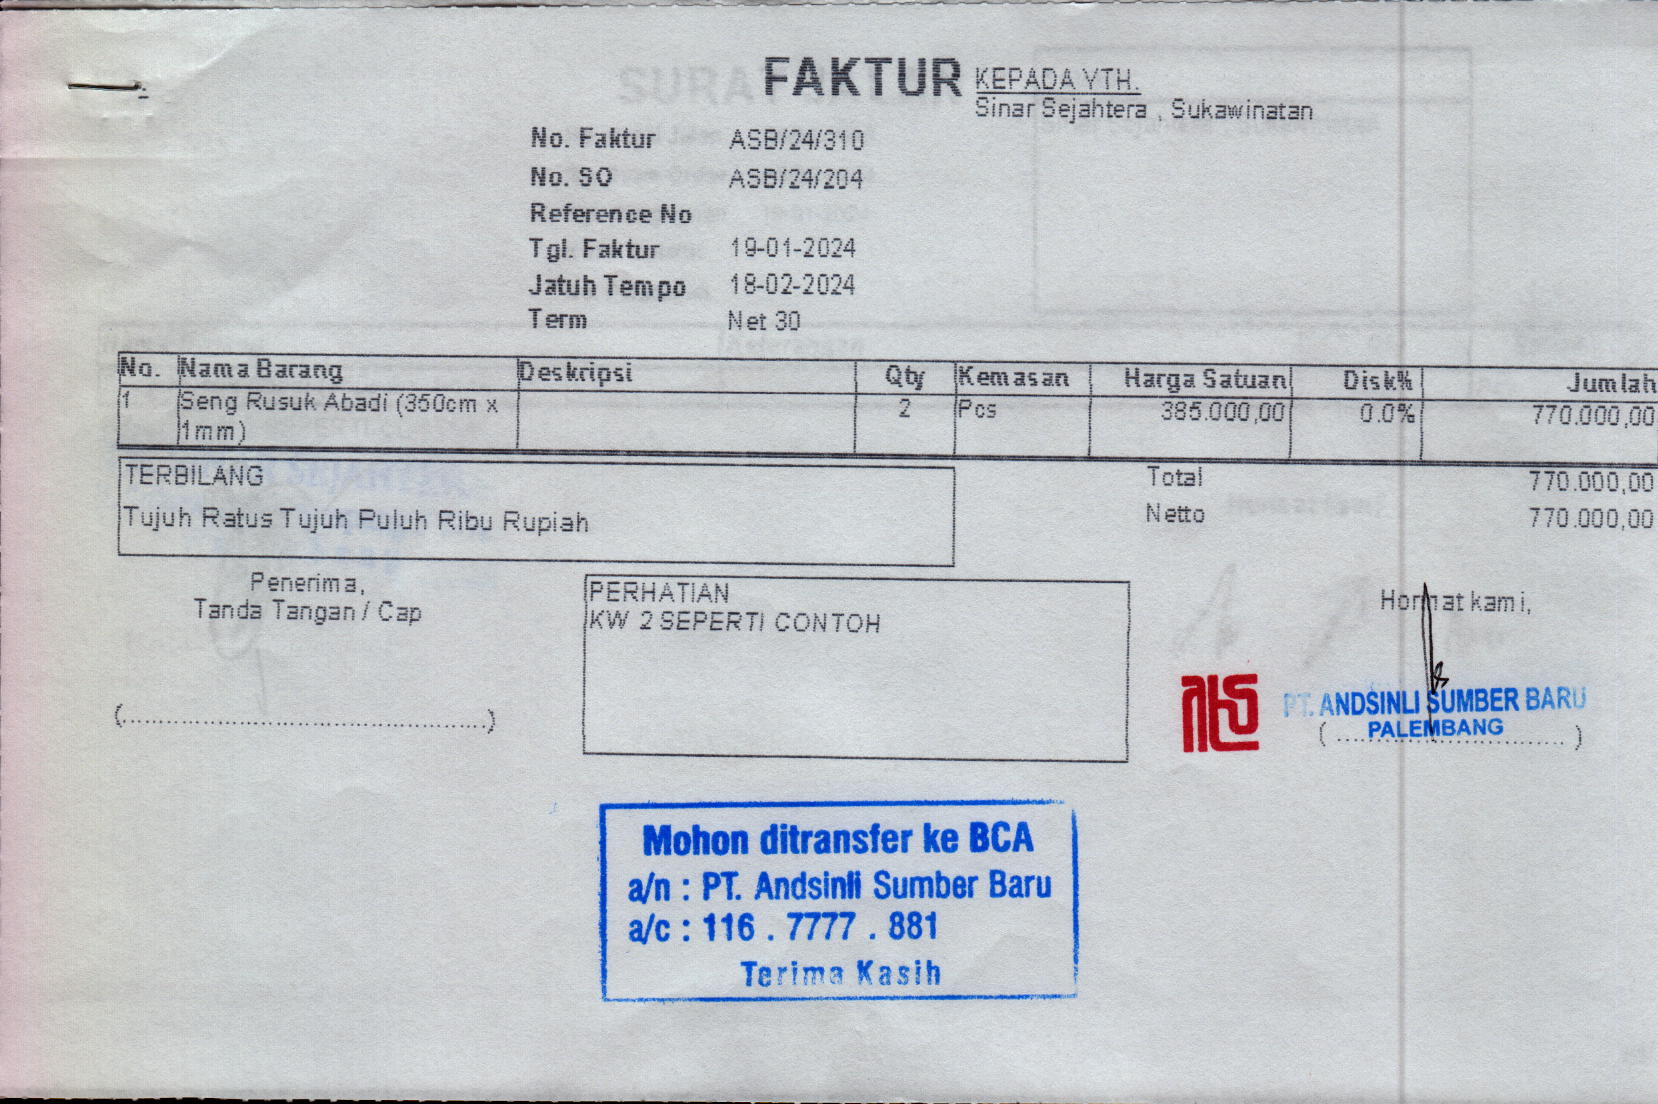 FAKTUR
KEPADA YTH.
Sinar Sejahtera , Sukawinatan
No. Faktur ASB/24/310
No. SO ASB/24/204
Reference No
Tgl. Faktur 19-01-2024
Jatuh Tempo 18-02-2024
Term Net 30
No. Nama Barang Deskripsi Qty Kemasan Harga Satuan Disk% Jumlah
1 Seng Rusuk Abadi (350cm x 2 Pcs 385.000,00 0.0% 770.000,00
1mm)
TERBILANG
Tujuh Ratus Tujuh Puluh Ribu Rupiah
Total 770.000,00
Netto 770.000,00
Penerima,
Tanda Tangan / Cap
(................................................)
PERHATIAN
KW 2 SEPERTI CONTOH
Hormat kami,
PT. ANDSINLI SUMBER BARU
PALEMBANG
( ............................ )
Mohon ditransfer ke BCA
a/n : PT. Andsinli Sumber Baru
a/c : 116 . 7777 . 881
Terima Kasih